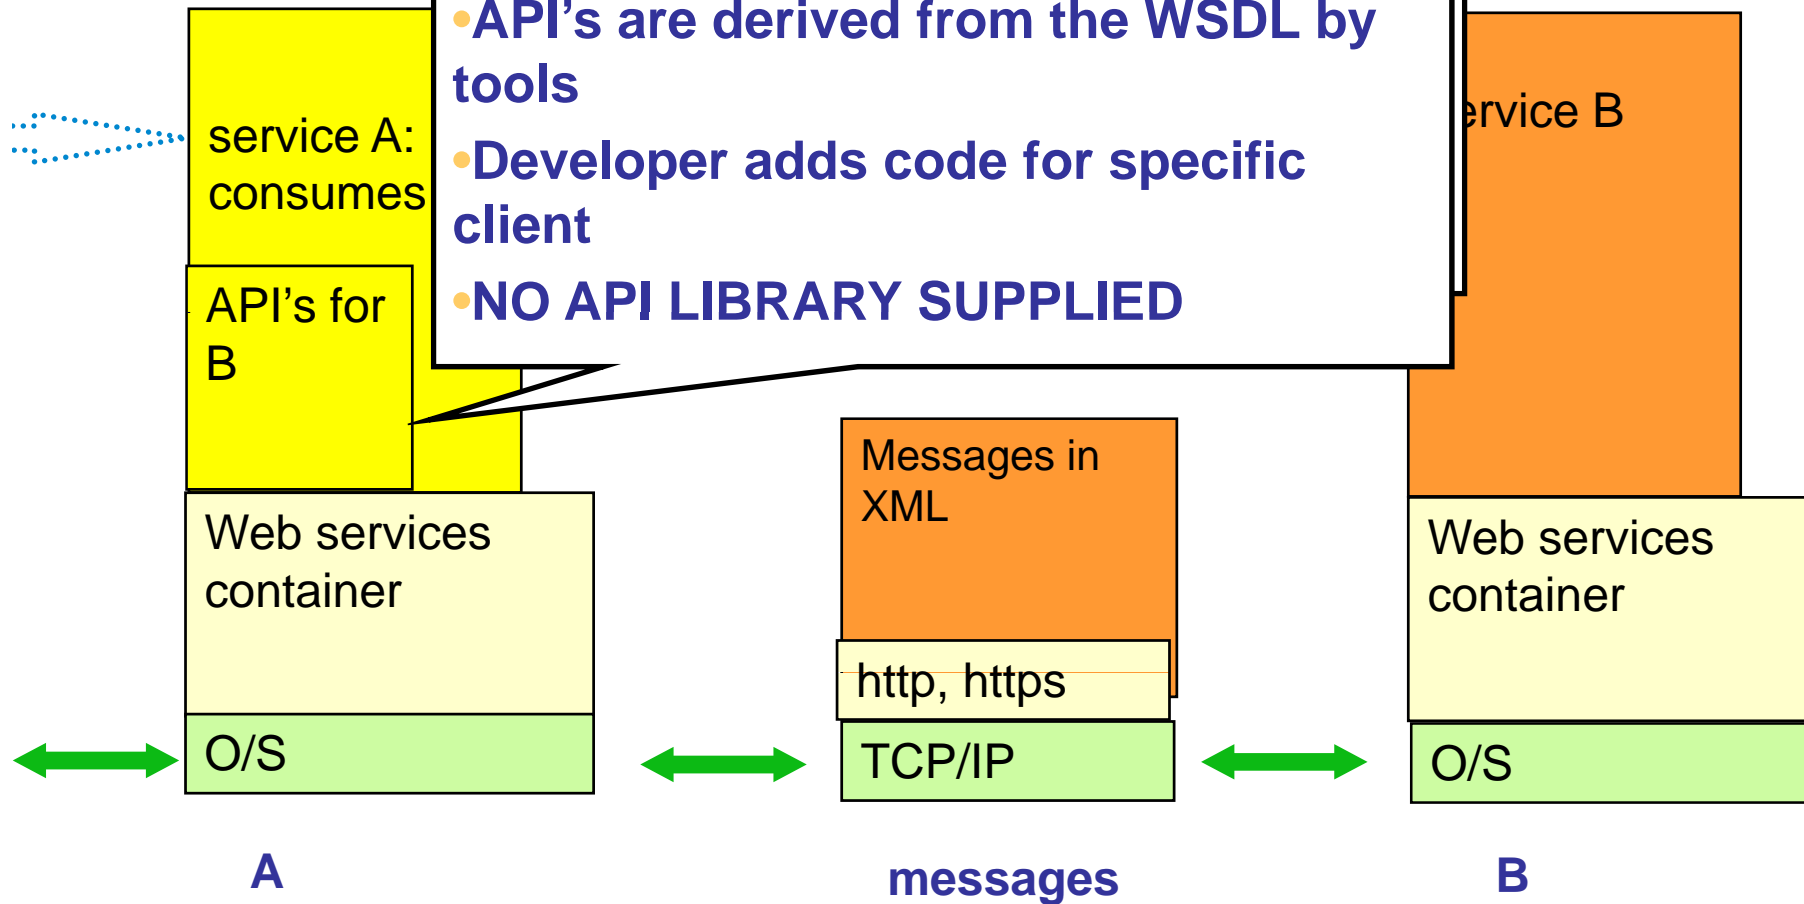 •API’s are derived from the WSDL by
tools
•Developer adds code for specific
client
•NO API LIBRARY SUPPLIED
service A:
consumes
API’s for
B
Web services
container
O/S
A
Messages in
XML
http, https
TCP/IP
messages
ervice B
Web services
container
O/S
B